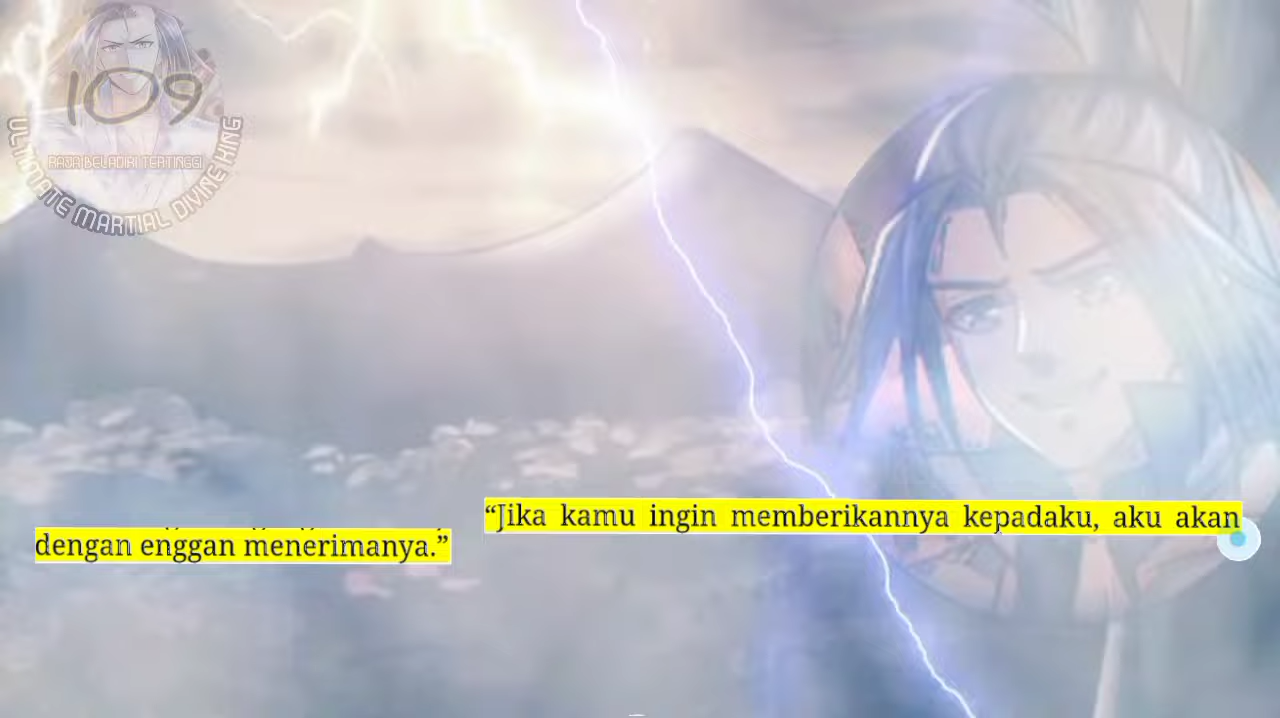 109
RAJA BELADIRI TERTINGGI
ULTIMATE MARTIAL DIVINE KING
“Jika kamu ingin memberikannya kepadaku, aku akan
dengan enggan menerimanya.”